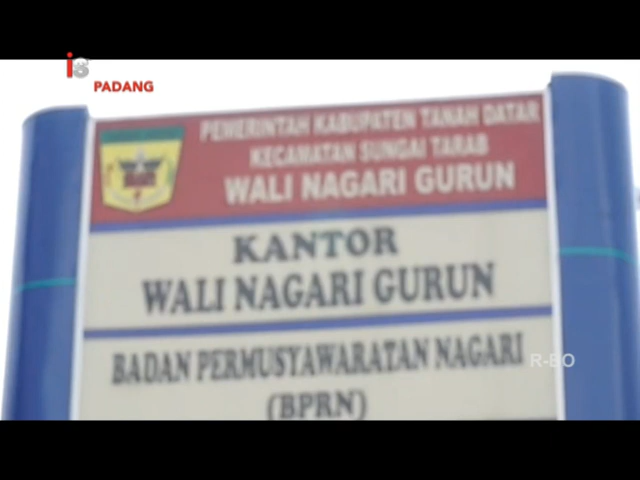 is
PADANG
PEMERINTAH KABUPATEN TANAH DATAR
KECAMATAN SUNGAI TARAB
WALI NAGARI GURUN
KANTOR
WALI NAGARI GURUN
BADAN PERMUSYAWARATAN NAGARI
(BPRN)
R-BO